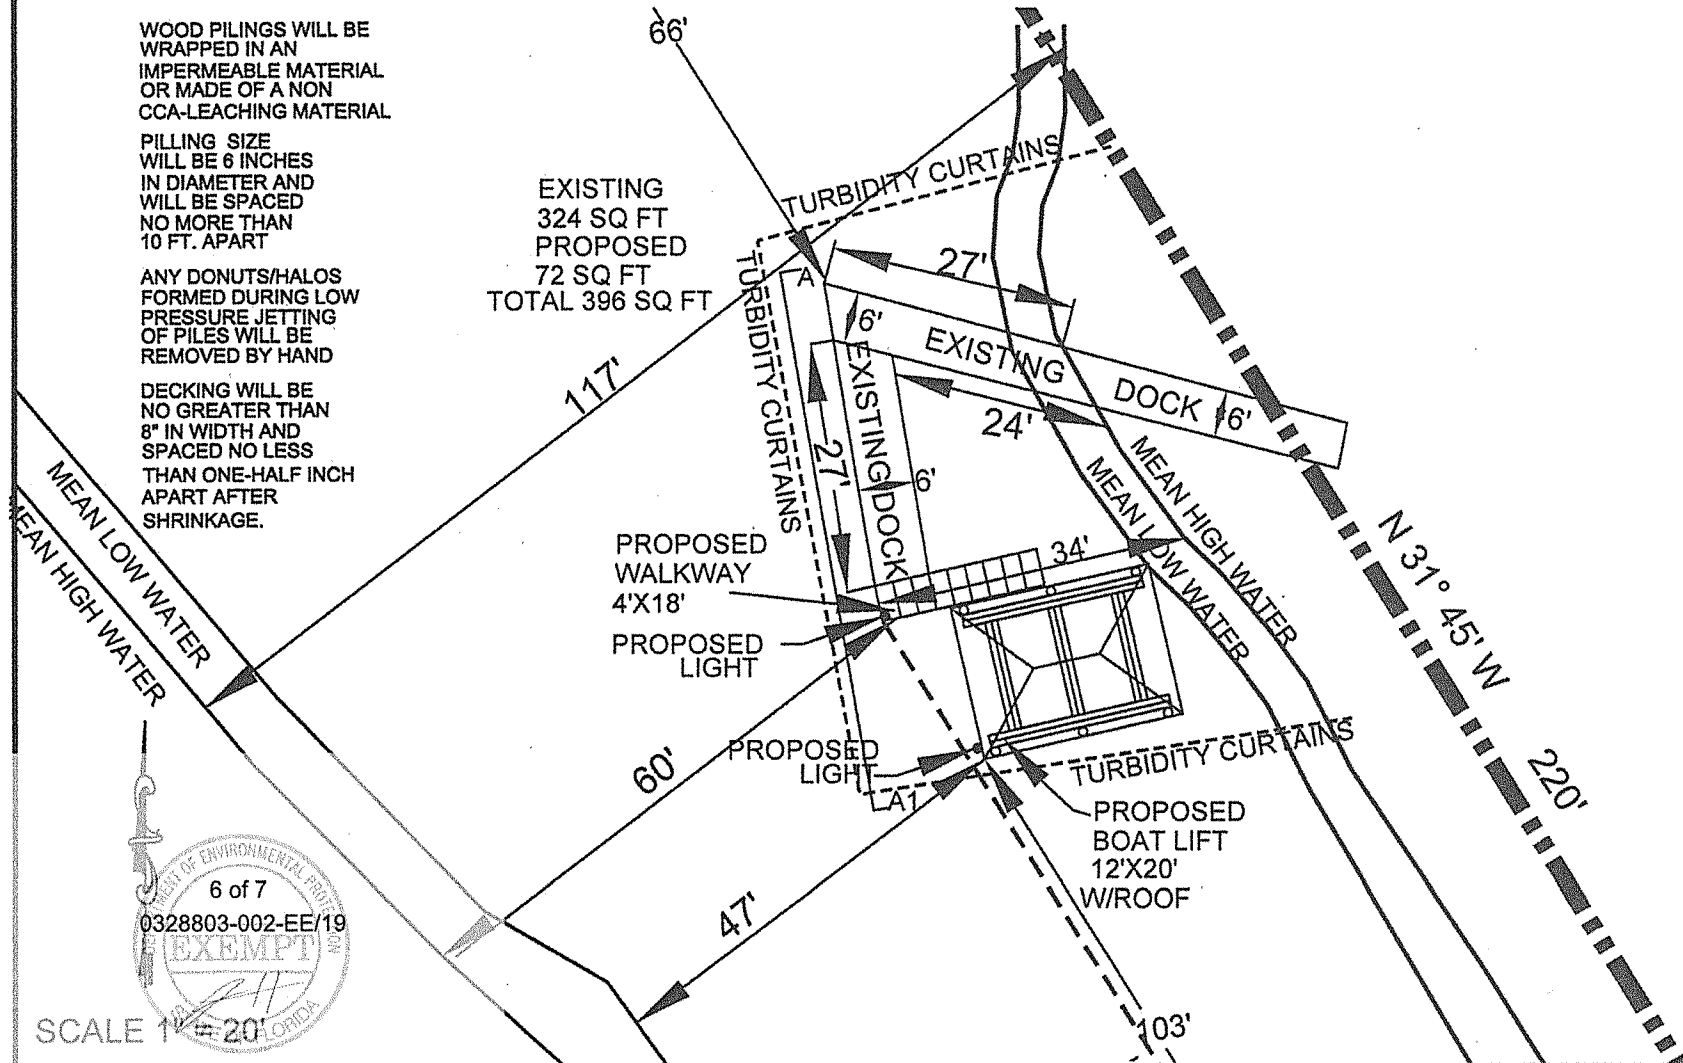 WOOD PILINGS WILL BE
WRAPPED IN AN
IMPERMEABLE MATERIAL
OR MADE OF A NON
CCA-LEACHING MATERIAL
PILLING SIZE
WILL BE 6 INCHES
IN DIAMETER AND
WILL BE SPACED
NO MORE THAN
10 FT. APART
ANY DONUTS/HALOS
FORMED DURING LOW
PRESSURE JETTING
OF PILES WILL BE
REMOVED BY HAND
DECKING WILL BE
NO GREATER THAN
8" IN WIDTH AND
SPACED NO LESS
THAN ONE-HALF INCH
APART AFTER
SHRINKAGE.
66'
EXISTING
324 SQ FT
PROPOSED
72 SQ FT
TOTAL 396 SQ FT
TURBIDITY CURTAINS
TURBIDITY CURTAINS
A
27'
6'
EXISTING DOCK
6'
24'
117'
27'
EXISTING DOCK
6'
MEAN LOW WATER
MEAN HIGH WATER
MEAN HIGH WATER
MEAN LOW WATER
N 31° 45' W
220'
PROPOSED
WALKWAY
4'X18'
34'
PROPOSED
LIGHT
PROPOSED
LIGHT
60'
A1
TURBIDITY CURTAINS
PROPOSED
BOAT LIFT
12'X20'
W/ROOF
47'
103'
DEPARTMENT OF ENVIRONMENTAL PROTECTION
6 of 7
0328803-002-EE/19
EXEMPT
FLORIDA
SCALE 1" = 20'